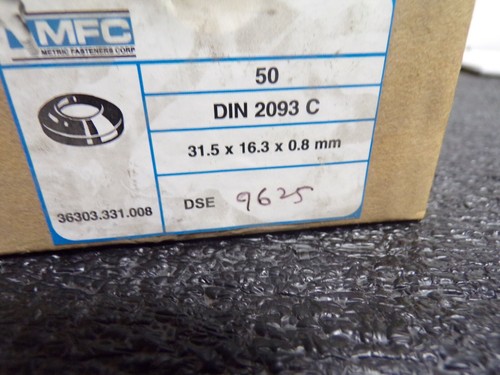 MFC
METRIC FASTENERS CORP
50
DIN 2093 C
31.5 x 16.3 x 0.8 mm
36303.331.008
DSE 9625